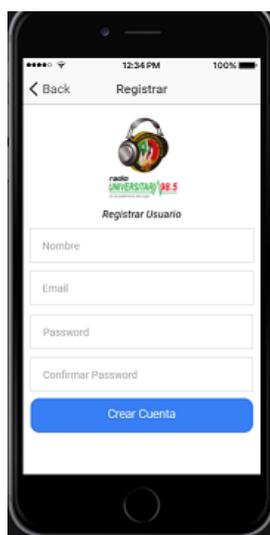 12:34 PM 100%
Back Registrar
radio
UNIVERSITARIA 98.5
Registrar Usuario
Nombre
Email
Password
Confirmar Password
Crear Cuenta